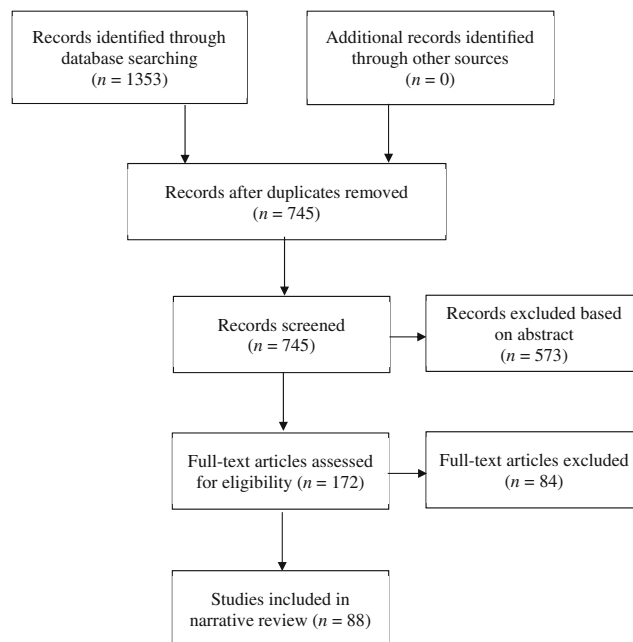 Records identified through
database searching
(n = 1353)
Additional records identified
through other sources
(n = 0)
Records after duplicates removed
(n = 745)
Records screened
(n = 745)
Records excluded based
on abstract
(n = 573)
Full-text articles assessed
for eligibility (n = 172)
Full-text articles excluded
(n = 84)
Studies included in
narrative review (n = 88)